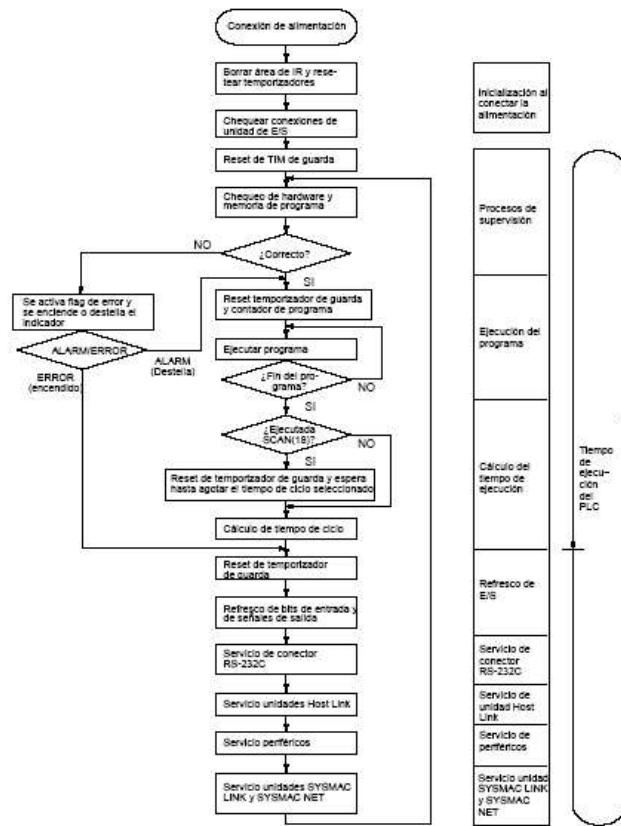 Conexión de alimentación
Borrar área de IR y rese-
tear temporizadores
Chequear conexiones de
unidad de E/S
Reset de TIM de guarda
Chequeo de hardware y
memoria de programa
NO
¿Correcto?
SI
Se activa flag de error y
se enciende o destella el
indicador
Reset temporizador de guarda
y contador de programa
ALARM/ERROR
ALARM
(Destella)
ERROR
(encendido)
Ejecutar programa
¿Fin del pro-
grama?
NO
SI
¿Ejecutada
SCAN(18)?
NO
SI
Reset de temporizador de guarda y espera
hasta agotar el tiempo de ciclo seleccionado
Cálculo de tiempo de ciclo
Reset de temporizador
de guarda
Refresco de bits de entrada y
de señales de salida
Servicio de conector
RS-232C
Servicio unidades Host Link
Servicio periféricos
Servicio unidades SYSMAC
LINK y SYSMAC NET
Inicialización al
conectar la
alimentación
Procesos de
supervisión
Ejecución del
programa
Cálculo del
tiempo de
ejecución
Refresco de
E/S
Servicio de
conector
RS-232C
Servicio de
unidad Host
Link
Servicio de
periféricos
Servicio unidad
SYSMAC LINK
y SYSMAC
NET
Tiempo
de
ejecu-
ción
del
PLC